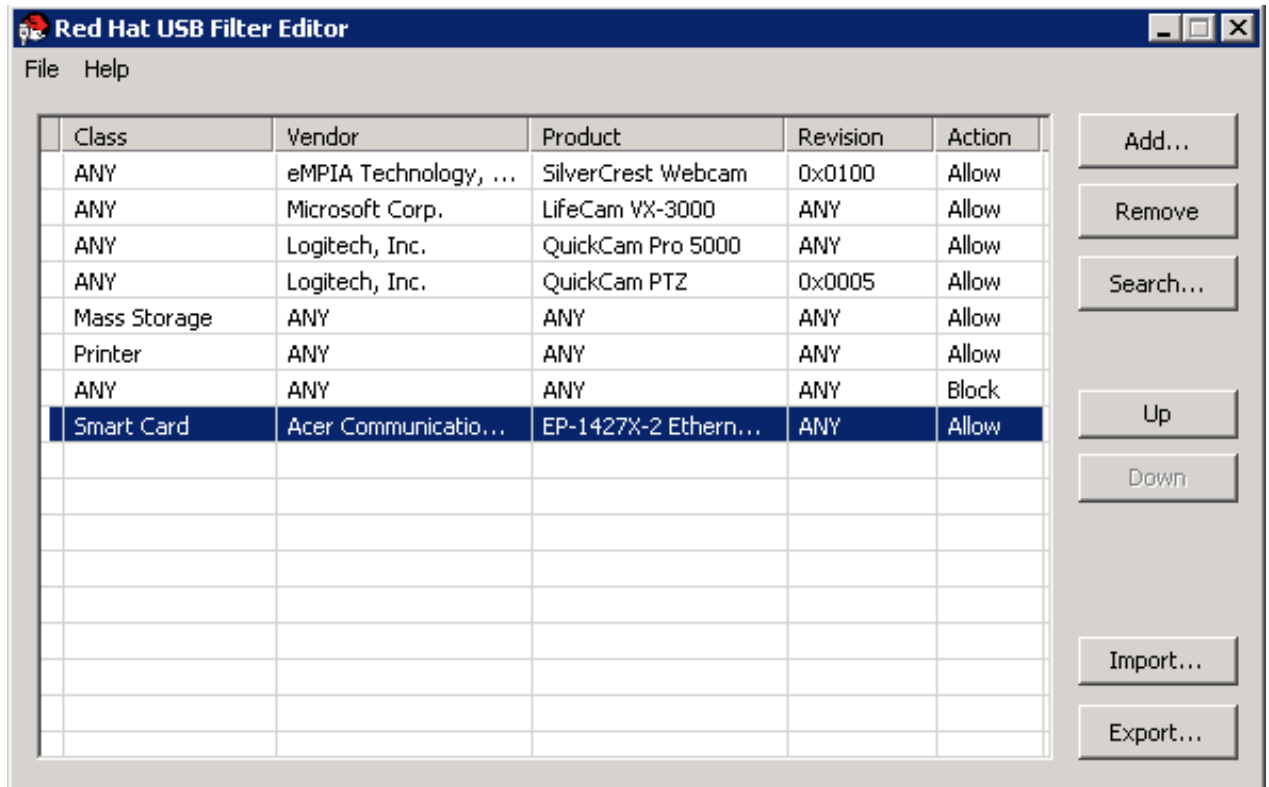 Red Hat USB Filter Editor
File Help
Class Vendor Product Revision Action
ANY eMPIA Technology, ... SilverCrest Webcam 0x0100 Allow
ANY Microsoft Corp. LifeCam VX-3000 ANY Allow
ANY Logitech, Inc. QuickCam Pro 5000 ANY Allow
ANY Logitech, Inc. QuickCam PTZ 0x0005 Allow
Mass Storage ANY ANY ANY Allow
Printer ANY ANY ANY Allow
ANY ANY ANY ANY Block
Smart Card Acer Communicatio... EP-1427X-2 Ethern... ANY Allow
Add...
Remove
Search...
Up
Down
Import...
Export...